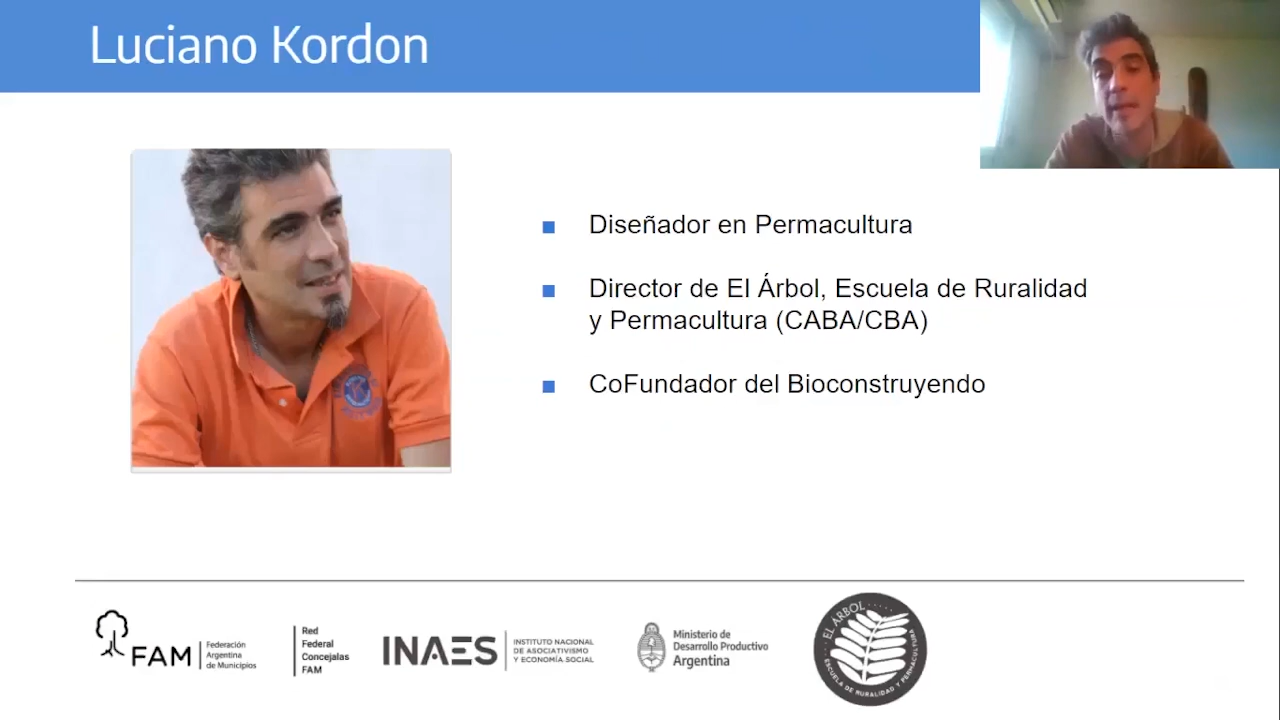 Luciano Kordon
■ Diseñador en Permacultura
■ Director de El Árbol, Escuela de Ruralidad
y Permacultura (CABA/CBA)
■ CoFundador del Bioconstruyendo
FAM
Federación
Argentina
de Municipios
Red
Federal
Concejalas
FAM
INAES
INSTITUTO NACIONAL
DE ASOCIATIVISMO
Y ECONOMÍA SOCIAL
Ministerio de
Desarrollo Productivo
Argentina
EL ARBOL
ESCUELA DE RURALIDAD Y PERMACULTURA